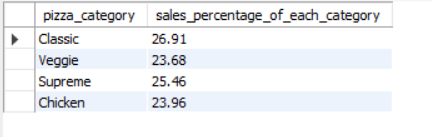 pizza_category sales_percentage_of_each_category
Classic 26.91
Veggie 23.68
Supreme 25.46
Chicken 23.96